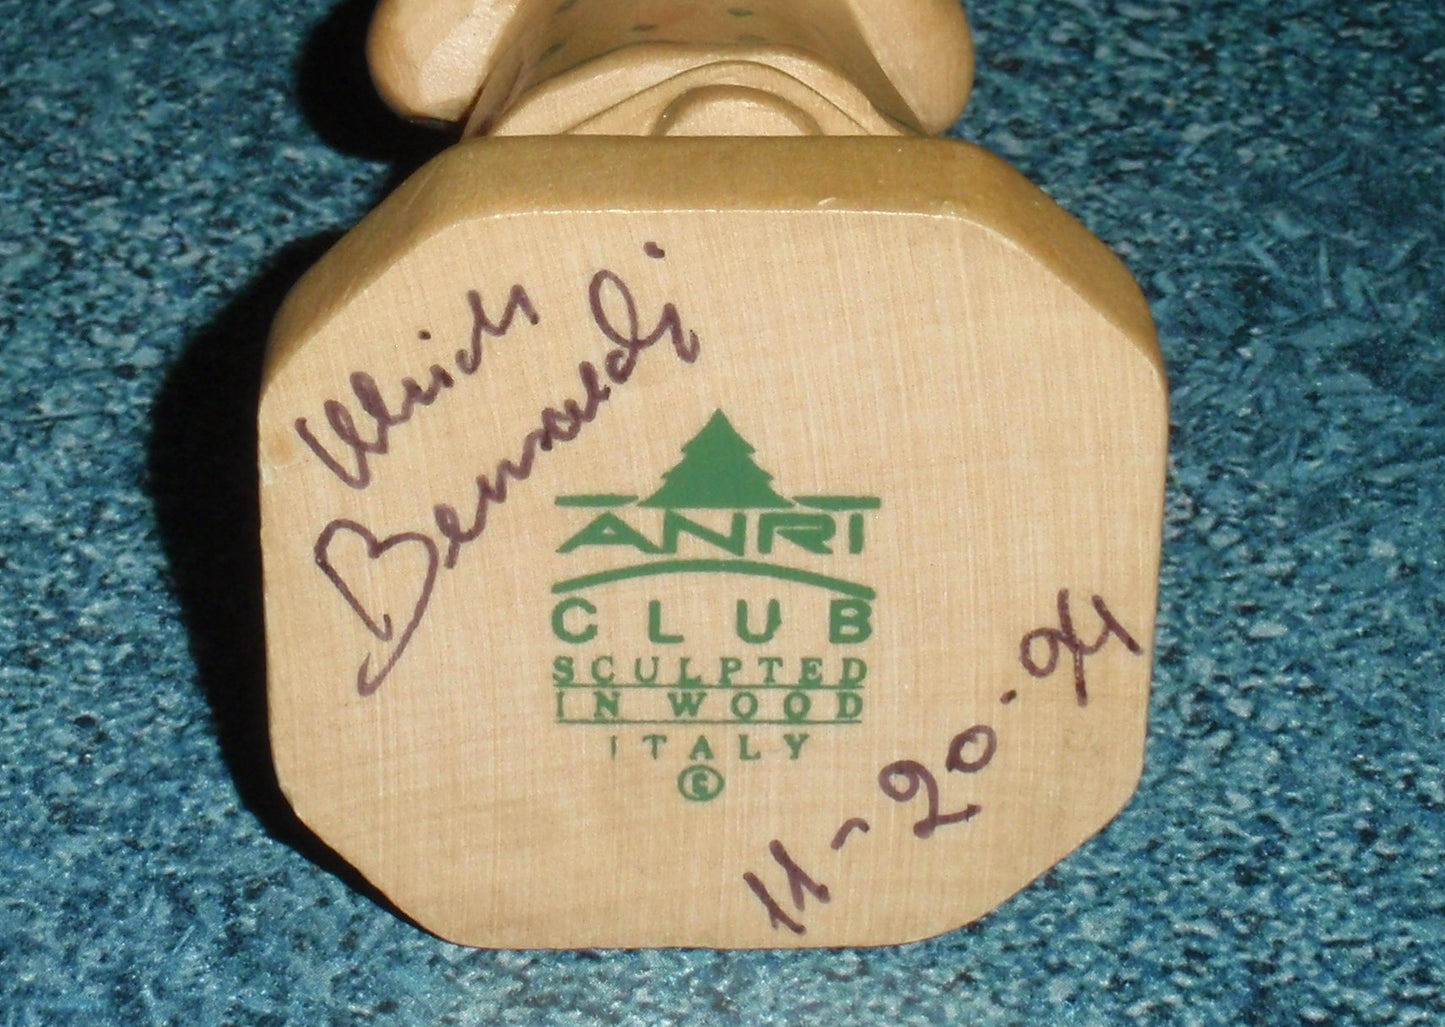 Ulrich
Bernardi
ANRI
CLUB
SCULPTED
IN WOOD
ITALY
©
11-20-94